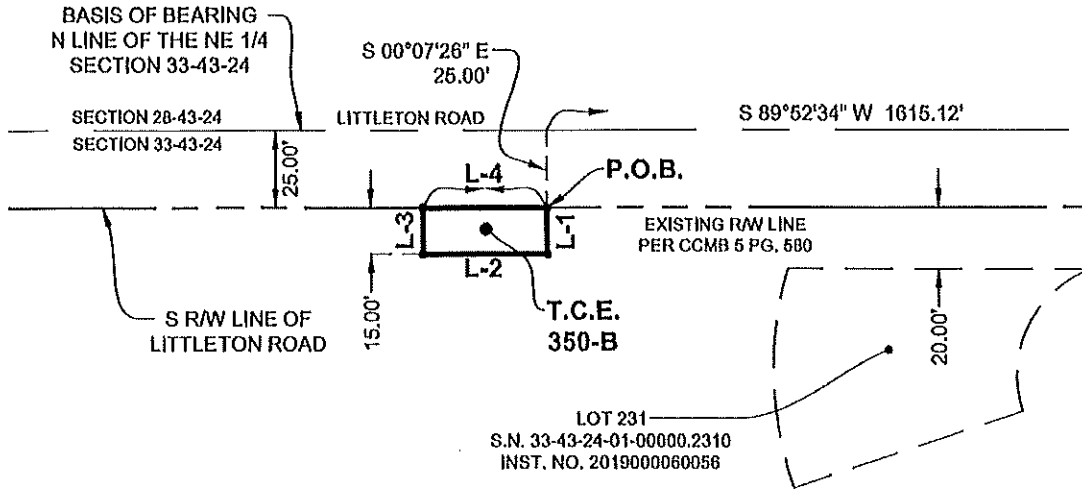 BASIS OF BEARING
N LINE OF THE NE 1/4
SECTION 33-43-24
S 00°07'26" E
25.00'
SECTION 28-43-24
LITTLETON ROAD
S 89°52'34" W 1615.12'
SECTION 33-43-24
25.00'
L-4
P.O.B.
L-3
L-1
EXISTING R/W LINE
PER CCMB 5 PG. 580
L-2
S R/W LINE OF
LITTLETON ROAD
15.00'
T.C.E.
350-B
20.00'
LOT 231
S.N. 33-43-24-01-00000.2310
INST. NO. 2019000060056